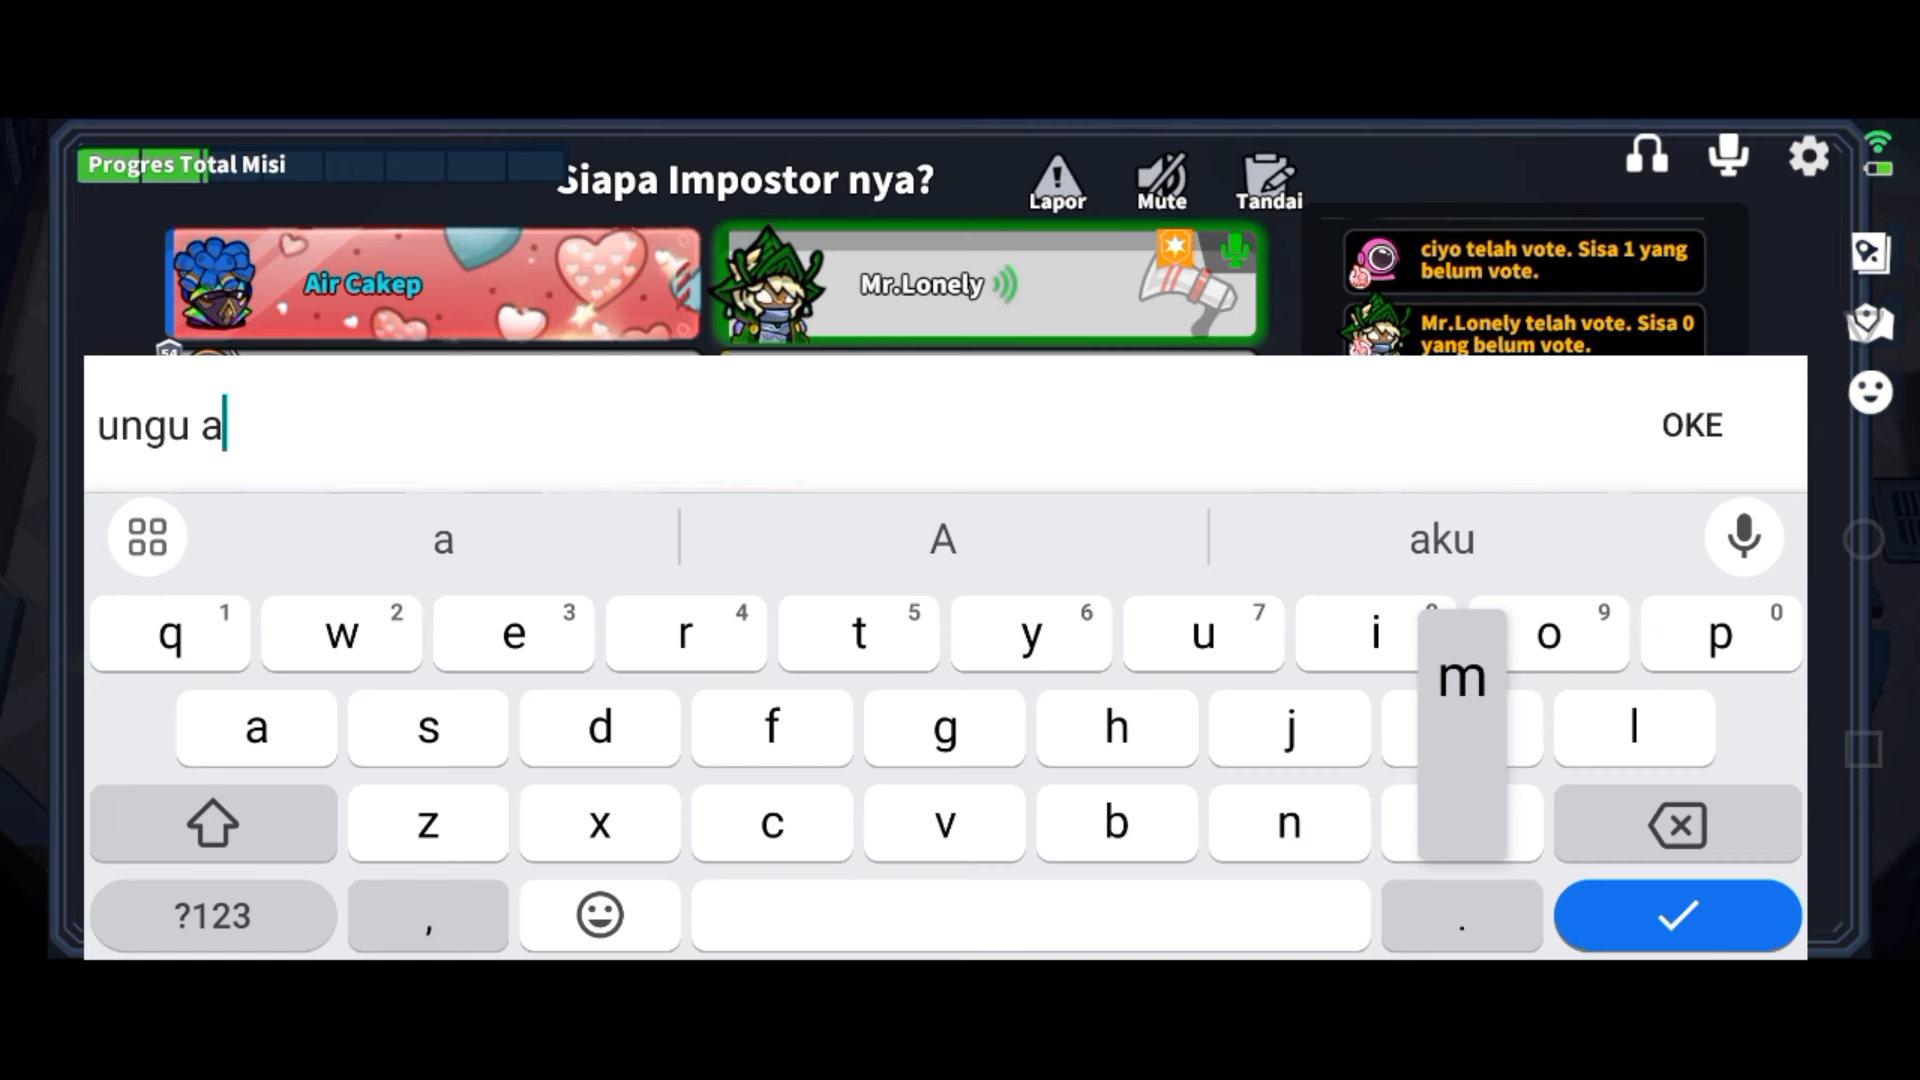 Progres Total Misi
Siapa Impostor nya?
Lapor
Mute
Tandai
Air Cakep
Mr.Lonely
ciyo telah vote. Sisa 1 yang
belum vote.
Mr.Lonely telah vote. Sisa 0
yang belum vote.
54
ungu a
OKE
a A aku
q 1 w 2 e 3 r 4 t 5 y 6 u 7 i o 9 p 0
m
a s d f g h j l
z x c v b n
?123 , .